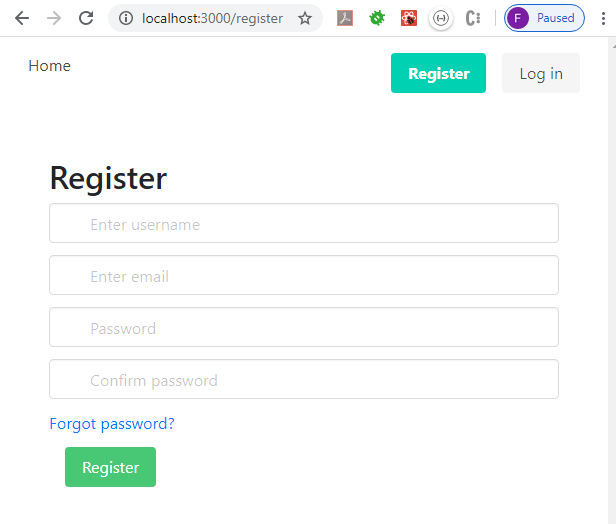 localhost:3000/register
F Paused
Home
Register
Log in
Register
Enter username
Enter email
Password
Confirm password
Forgot password?
Register